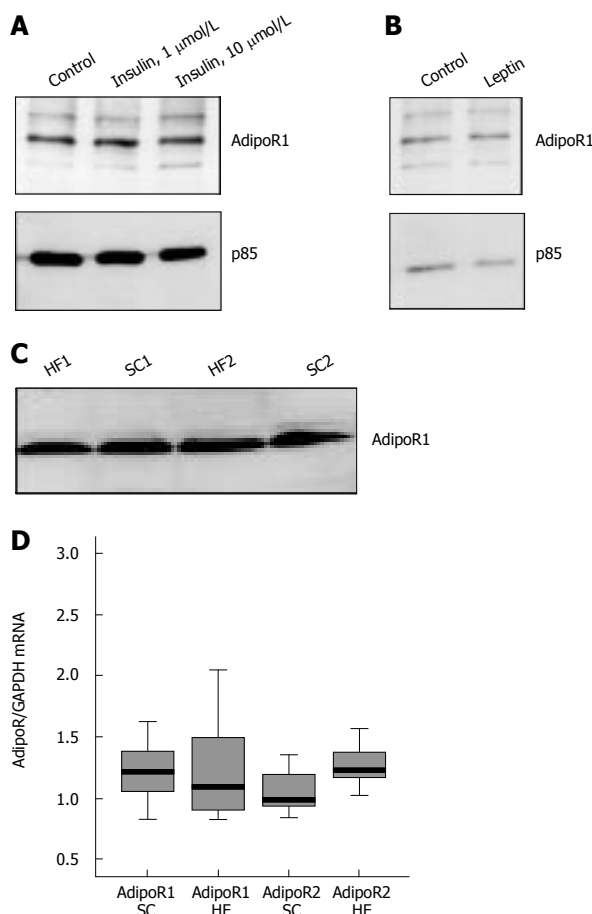 A
Control
Insulin, 1 μmol/L
Insulin, 10 μmol/L
AdipoR1
p85
B
Control
Leptin
AdipoR1
p85
C
HF1
SC1
HF2
SC2
AdipoR1
D
AdipoR/GAPDH mRNA
3.0
2.5
2.0
1.5
1.0
0.5
AdipoR1 AdipoR1 AdipoR2 AdipoR2
SC HF SC HF